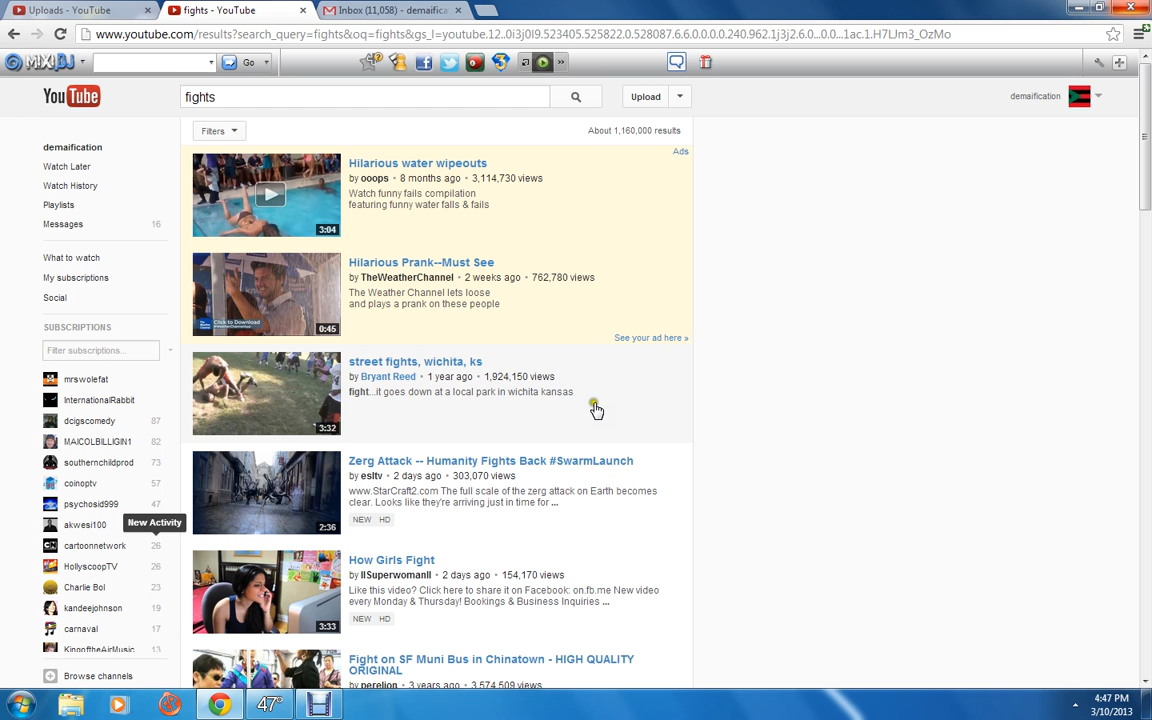 Uploads - YouTube
fights - YouTube
Inbox (11,058) - demaifica
www.youtube.com/results?search_query=fights&oq=fights&gs_l=youtube.12..0i3j0l9.523405.525822.0.528087.6.6.0.0.0.0.240.962.1j3j2.6.0...0.0...1ac.1.H7lJm3_OzMo
MIXIDJ
Go
YouTube
fights
Upload
demaification
Filters
About 1,160,000 results
demaification
Watch Later
Watch History
Playlists
Messages 16
What to watch
My subscriptions
Social
SUBSCRIPTIONS
Filter subscriptions...
mrswolefat
InternationalRabbit
dcigscomedy 87
MAICOLBILLIGIN1 82
southernchildprod 73
coinoptv 57
psychosid999 47
akwesi100
New Activity
cartoonnetwork 26
HollyscoopTV 26
Charlie Bol 23
kandeejohnson 19
carnaval 17
KingoftheAirMusic 13
Browse channels
Ads
Hilarious water wipeouts
by ooops • 8 months ago • 3,114,730 views
Watch funny fails compilation
featuring funny water falls & fails
3:04
Hilarious Prank--Must See
by TheWeatherChannel • 2 weeks ago • 762,780 views
The Weather Channel lets loose
and plays a prank on these people
Click to Download
0:45
See your ad here »
street fights, wichita, ks
by Bryant Reed • 1 year ago • 1,924,150 views
fight...it goes down at a local park in wichita kansas
3:32
Zerg Attack -- Humanity Fights Back #SwarmLaunch
by esltv • 2 days ago • 303,070 views
www.StarCraft2.com The full scale of the zerg attack on Earth becomes
clear. Looks like they're arriving just in time for ...
NEW HD
2:36
How Girls Fight
by IISuperwomanII • 2 days ago • 154,170 views
Like this video? Click here to share it on Facebook: on.fb.me New video
every Monday & Thursday! Bookings & Business Inquiries ...
NEW HD
3:33
Fight on SF Muni Bus in Chinatown - HIGH QUALITY
ORIGINAL
by perelion • 3 years ago • 3,574,509 views
47°
4:47 PM
3/10/2013